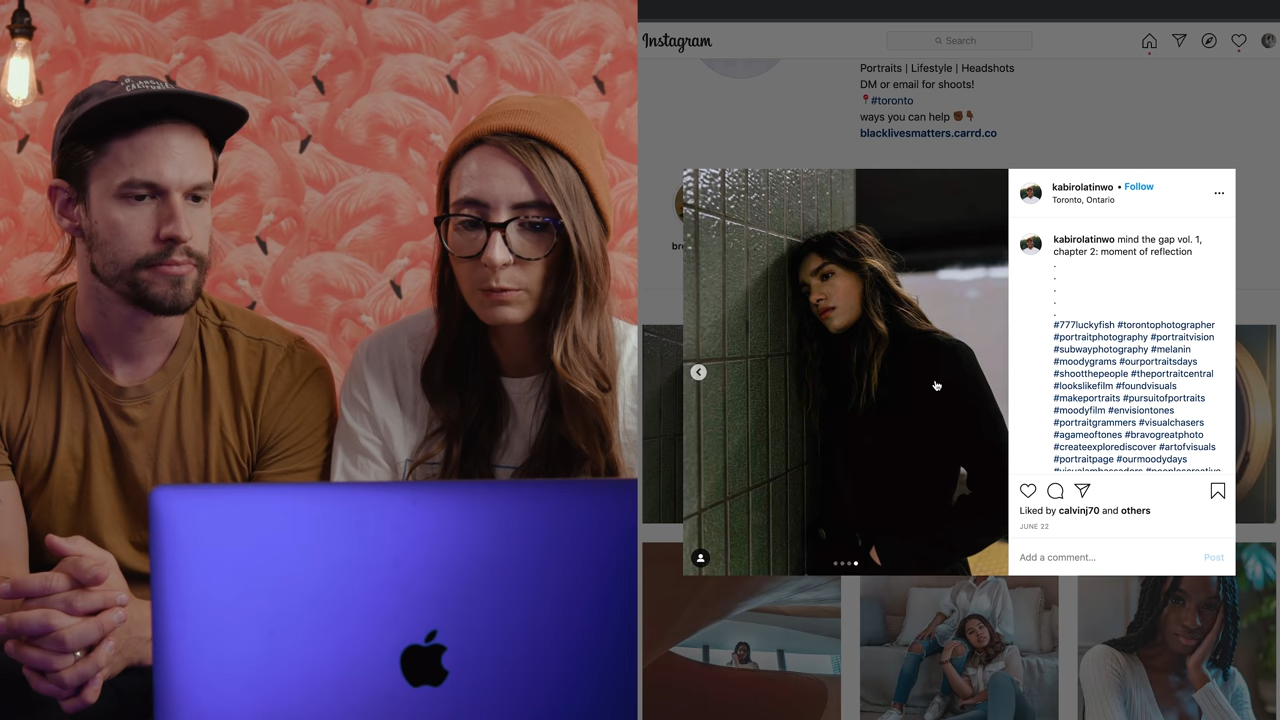 LOS ANGELES
CALIFORNIA
Instagram
Search
Portraits | Lifestyle | Headshots
DM or email for shoots!
📍#toronto
ways you can help ✊🏾👇🏾
blacklivesmatters.carrd.co
kabirolatinwo • Follow
Toronto, Ontario
kabirolatinwo mind the gap vol. 1,
chapter 2: moment of reflection
.
.
.
.
.
#777luckyfish #torontophotographer
#portraitphotography #portraitvision
#subwayphotography #melanin
#moodygrams #ourportraitsdays
#shootthepeople #theportraitcentral
#lookslikefilm #foundvisuals
#makeportraits #pursuitofportraits
#moodyfilm #envisiontones
#portraitgrammers #visualchasers
#agameoftones #bravogreatphoto
#createexplorediscover #artofvisuals
#portraitpage #ourmoodydays
#visualambassaders #peoplecreative
Liked by calvinj70 and others
JUNE 22
Add a comment...
Post